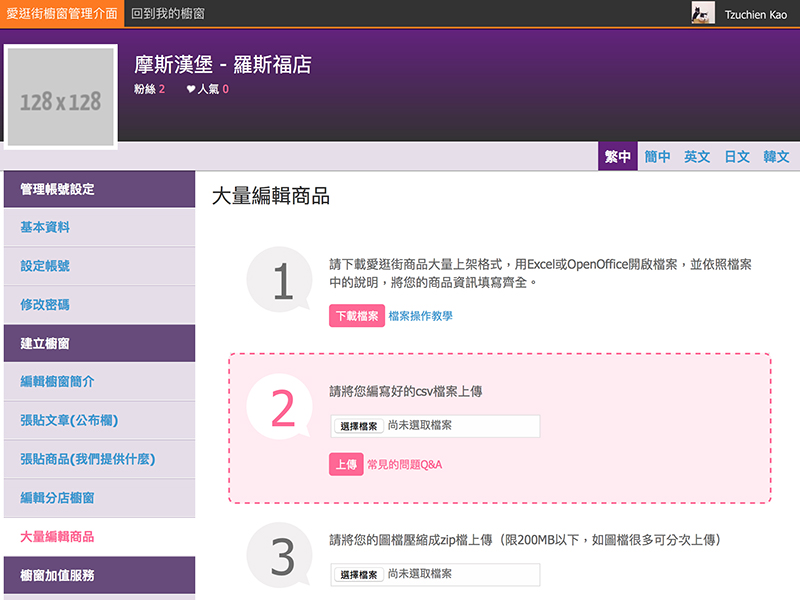 愛逛街櫥窗管理介面 回到我的櫥窗 Tzuchien Kao
128 x 128
摩斯漢堡 - 羅斯福店
粉絲 2 人氣 0
繁中 簡中 英文 日文 韓文
管理帳號設定
基本資料
設定帳號
修改密碼
建立櫥窗
編輯櫥窗簡介
張貼文章(公布欄)
張貼商品(我們提供什麼)
編輯分店櫥窗
大量編輯商品
櫥窗加值服務
大量編輯商品
1
請下載愛逛街商品大量上架格式，用Excel或OpenOffice開啟檔案，並依照檔案
中的說明，將您的商品資訊填寫齊全。
下載檔案 檔案操作教學
2
請將您編寫好的csv檔案上傳
選擇檔案 尚未選取檔案
上傳 常見的問題Q&A
3
請將您的圖檔壓縮成zip檔上傳（限200MB以下，如圖檔很多可分次上傳）
選擇檔案 尚未選取檔案